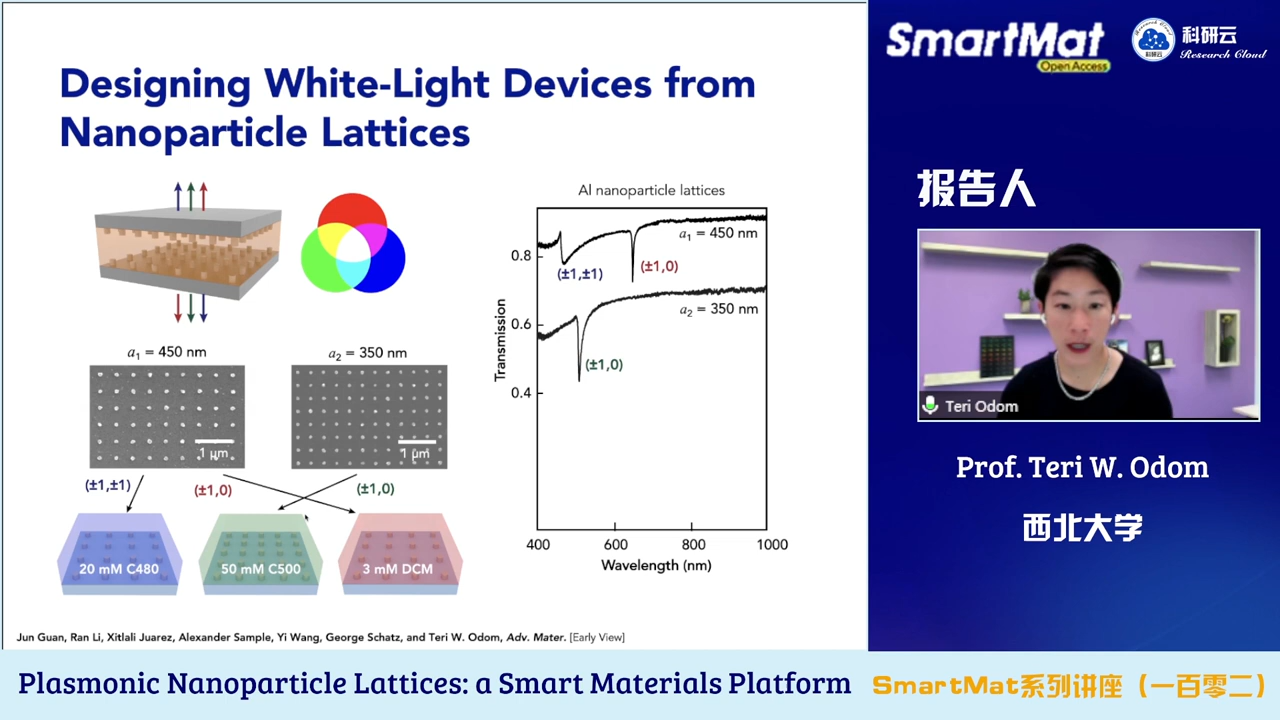 Designing White-Light Devices from
Nanoparticle Lattices
a1 = 450 nm
a2 = 350 nm
1 μm
1 μm
(±1,±1)
(±1,0)
(±1,0)
20 mM C480
50 mM C500
3 mM DCM
Al nanoparticle lattices
a1 = 450 nm
(±1,±1)
(±1,0)
a2 = 350 nm
(±1,0)
Transmission
0.8
0.6
0.4
400
600
800
1000
Wavelength (nm)
Jun Guan, Ran Li, Xitlali Juarez, Alexander Sample, Yi Wang, George Schatz, and Teri W. Odom, Adv. Mater. [Early View]
SmartMat
Open Access
Research Cloud
科研云
科研云
Research Cloud
报告人
Teri Odom
Prof. Teri W. Odom
西北大学
Plasmonic Nanoparticle Lattices: a Smart Materials Platform
SmartMat系列讲座（一百零二）